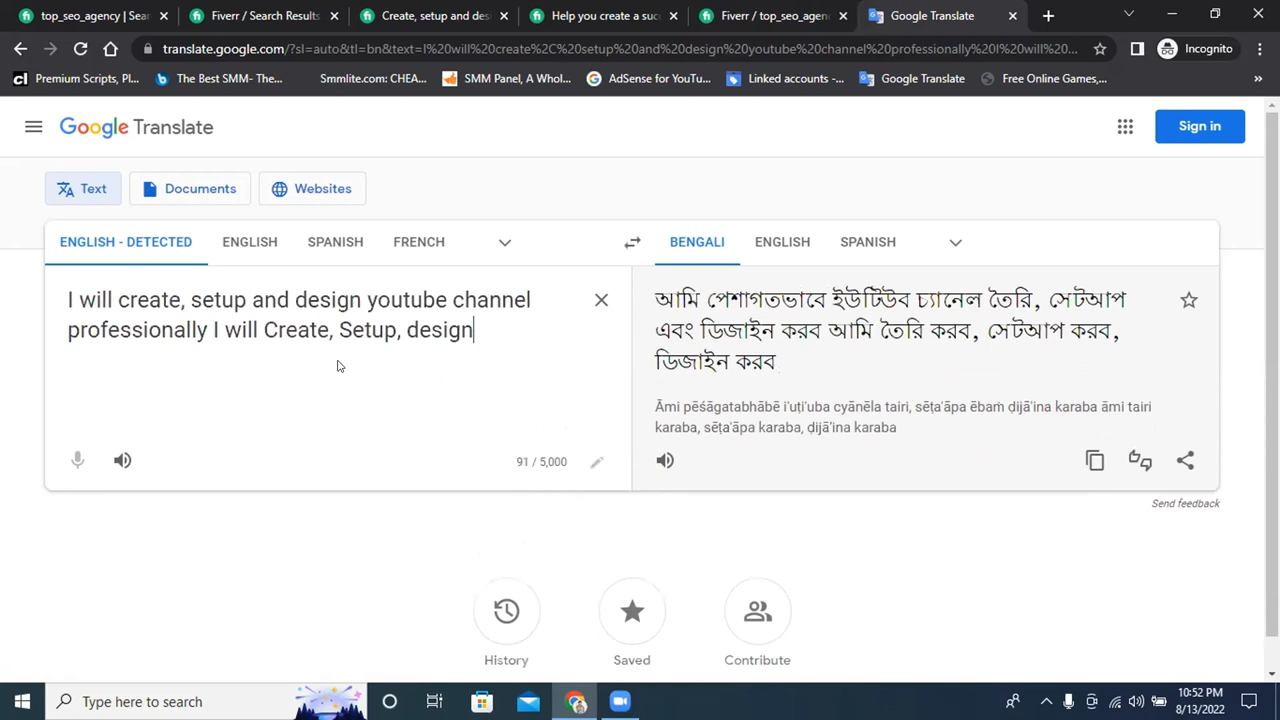 top_seo_agency | Sear
Fiverr / Search Results
Create, setup and desi
Help you create a succ
Fiverr / top_seo_agen
Google Translate
translate.google.com/?sl=auto&tl=bn&text=I%20will%20create%2C%20setup%20and%20design%20youtube%20channel%20professionally%20I%20will%20...
Incognito
Premium Scripts, Pl...
The Best SMM- The...
Smmlite.com: CHEA...
SMM Panel, A Whol...
AdSense for YouTu...
Linked accounts -...
Google Translate
Free Online Games,...
Google Translate
Sign in
Text
Documents
Websites
ENGLISH - DETECTED
ENGLISH
SPANISH
FRENCH
BENGALI
ENGLISH
SPANISH
I will create, setup and design youtube channel
professionally I will Create, Setup, design
91 / 5,000
আমি পেশাগতভাবে ইউটিউব চ্যানেল তৈরি, সেটআপ
এবং ডিজাইন করব আমি তৈরি করব, সেটআপ করব,
ডিজাইন করব
Āmi pēśāgatabhābē i'uṭi'uba cyānēla tairi, sēṭa'āpa ēbaṁ ḍijā'ina karaba āmi tairi
karaba, sēṭa'āpa karaba, ḍijā'ina karaba
Send feedback
History
Saved
Contribute
Type here to search
10:52 PM
8/13/2022